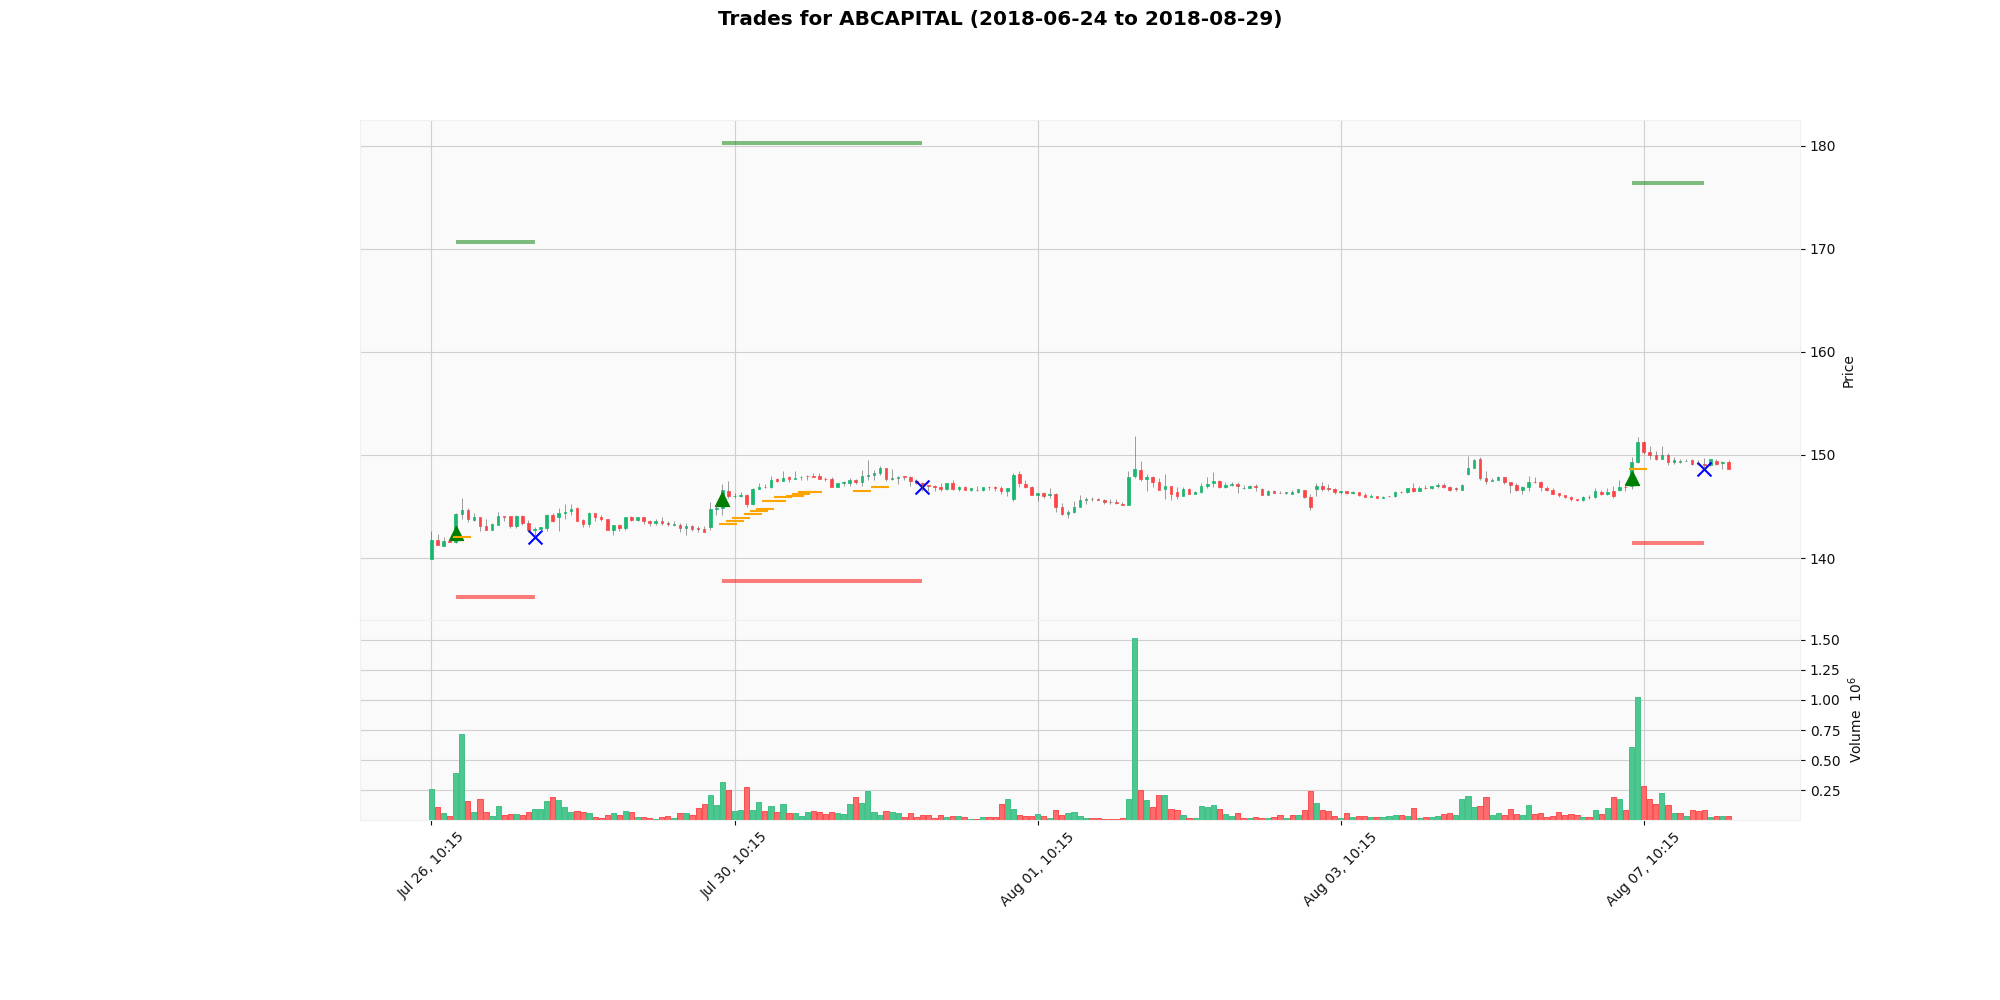 Trades for ABCAPITAL (2018-06-24 to 2018-08-29)
180
170
160
150
140
Price
1.50
1.25
1.00
0.75
0.50
0.25
Volume 10^6
Jul 26, 10:15
Jul 30, 10:15
Aug 01, 10:15
Aug 03, 10:15
Aug 07, 10:15